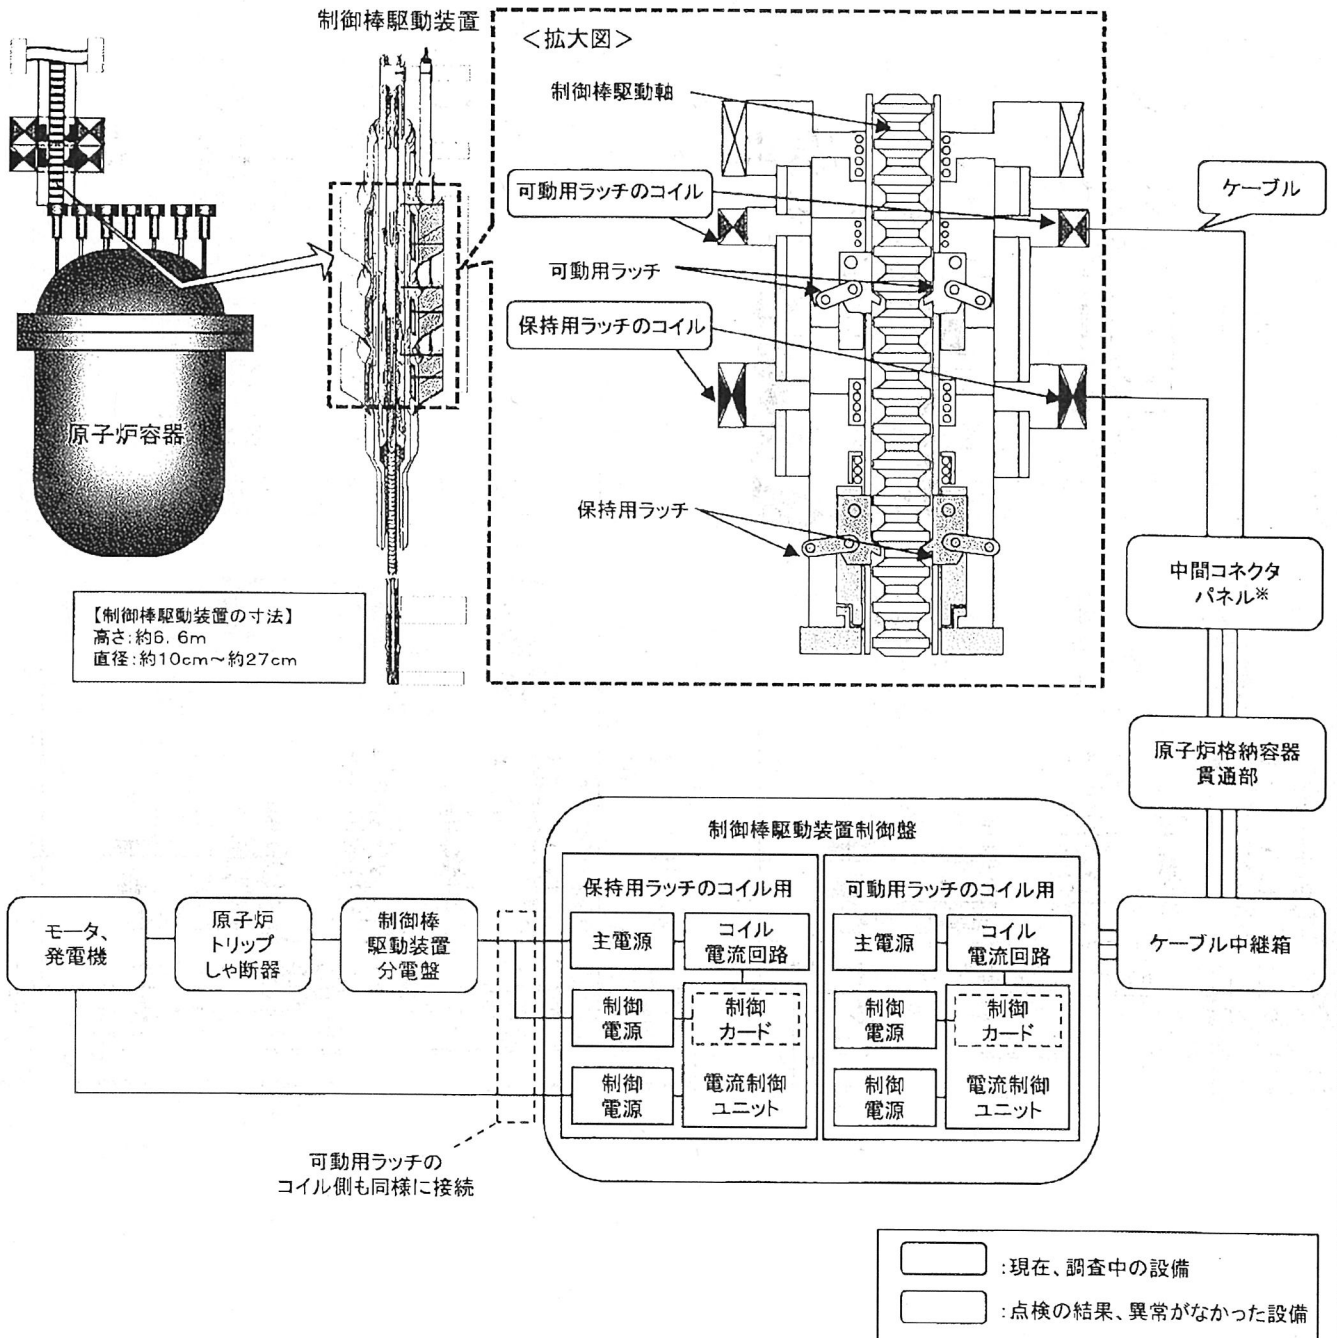 制御棒駆動装置
<拡大図>
制御棒駆動軸
可動用ラッチのコイル
可動用ラッチ
保持用ラッチのコイル
保持用ラッチ
ケーブル
原子炉容器
【制御棒駆動装置の寸法】
高さ:約6.6m
直径:約10cm~約27cm
中間コネクタ
パネル※
原子炉格納容器
貫通部
ケーブル中継箱
制御棒駆動装置制御盤
保持用ラッチのコイル用
主電源
コイル
電流回路
制御
電源
制御
カード
制御
電源
電流制御
ユニット
可動用ラッチのコイル用
主電源
コイル
電流回路
制御
電源
制御
カード
制御
電源
電流制御
ユニット
モータ、
発電機
原子炉
トリップ
しゃ断器
制御棒
駆動装置
分電盤
可動用ラッチの
コイル側も同様に接続
:現在、調査中の設備
:点検の結果、異常がなかった設備